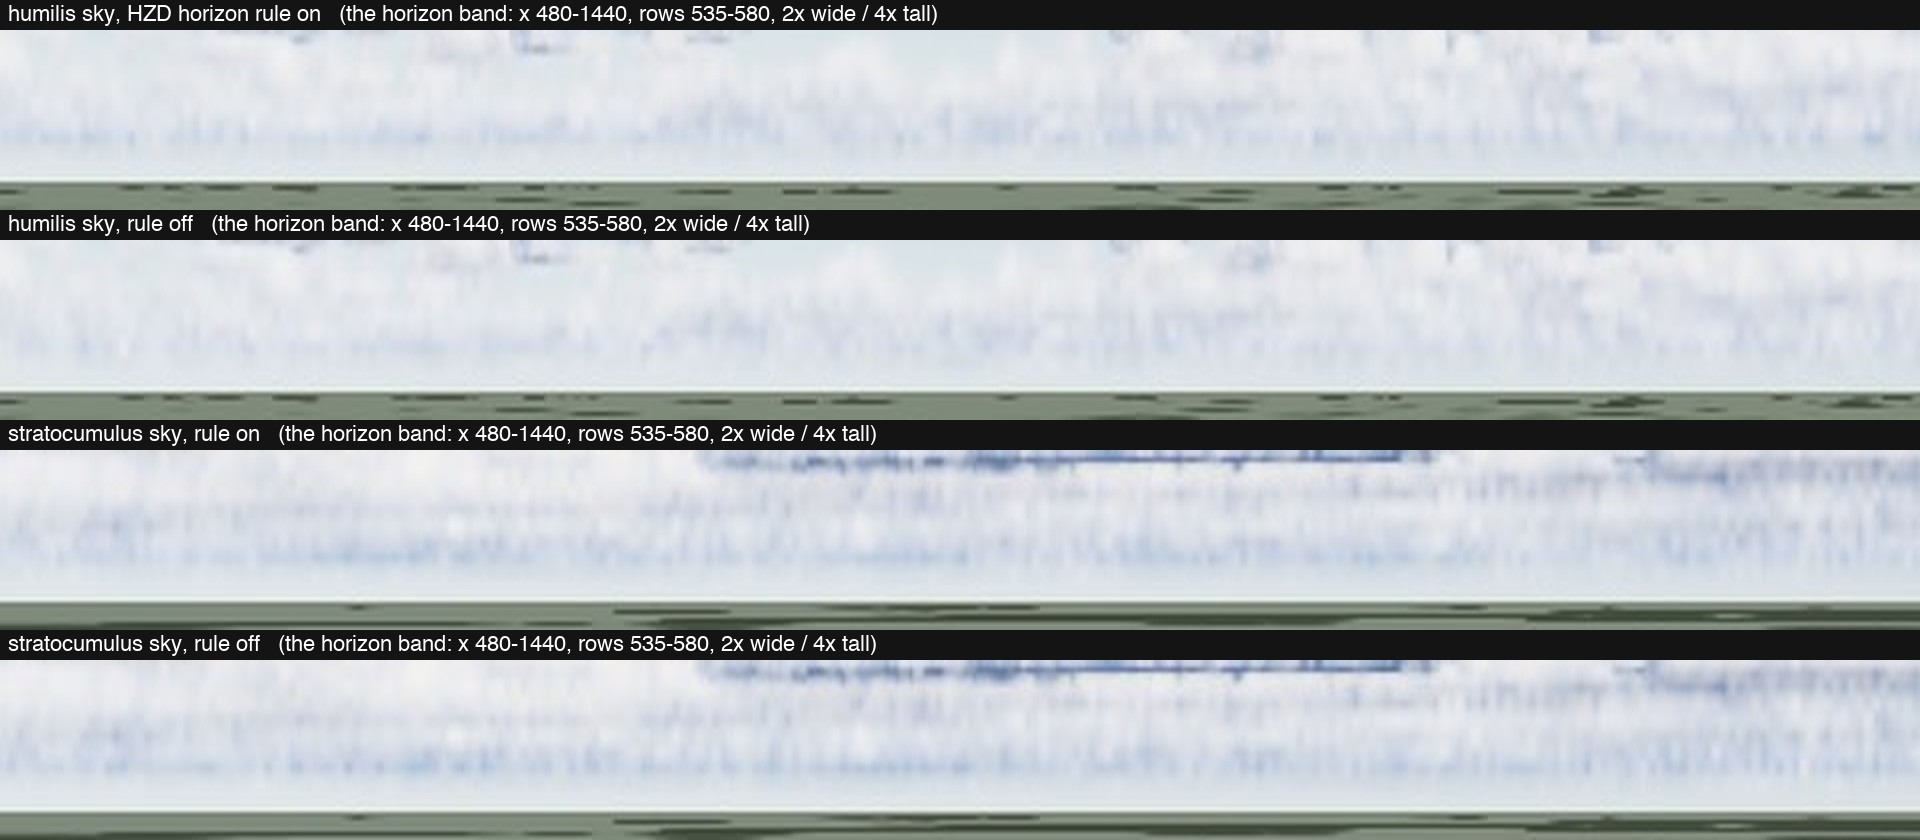 humilis sky, HZD horizon rule on (the horizon band: x 480-1440, rows 535-580, 2x wide / 4x tall)
humilis sky, rule off (the horizon band: x 480-1440, rows 535-580, 2x wide / 4x tall)
stratocumulus sky, rule on (the horizon band: x 480-1440, rows 535-580, 2x wide / 4x tall)
stratocumulus sky, rule off (the horizon band: x 480-1440, rows 535-580, 2x wide / 4x tall)